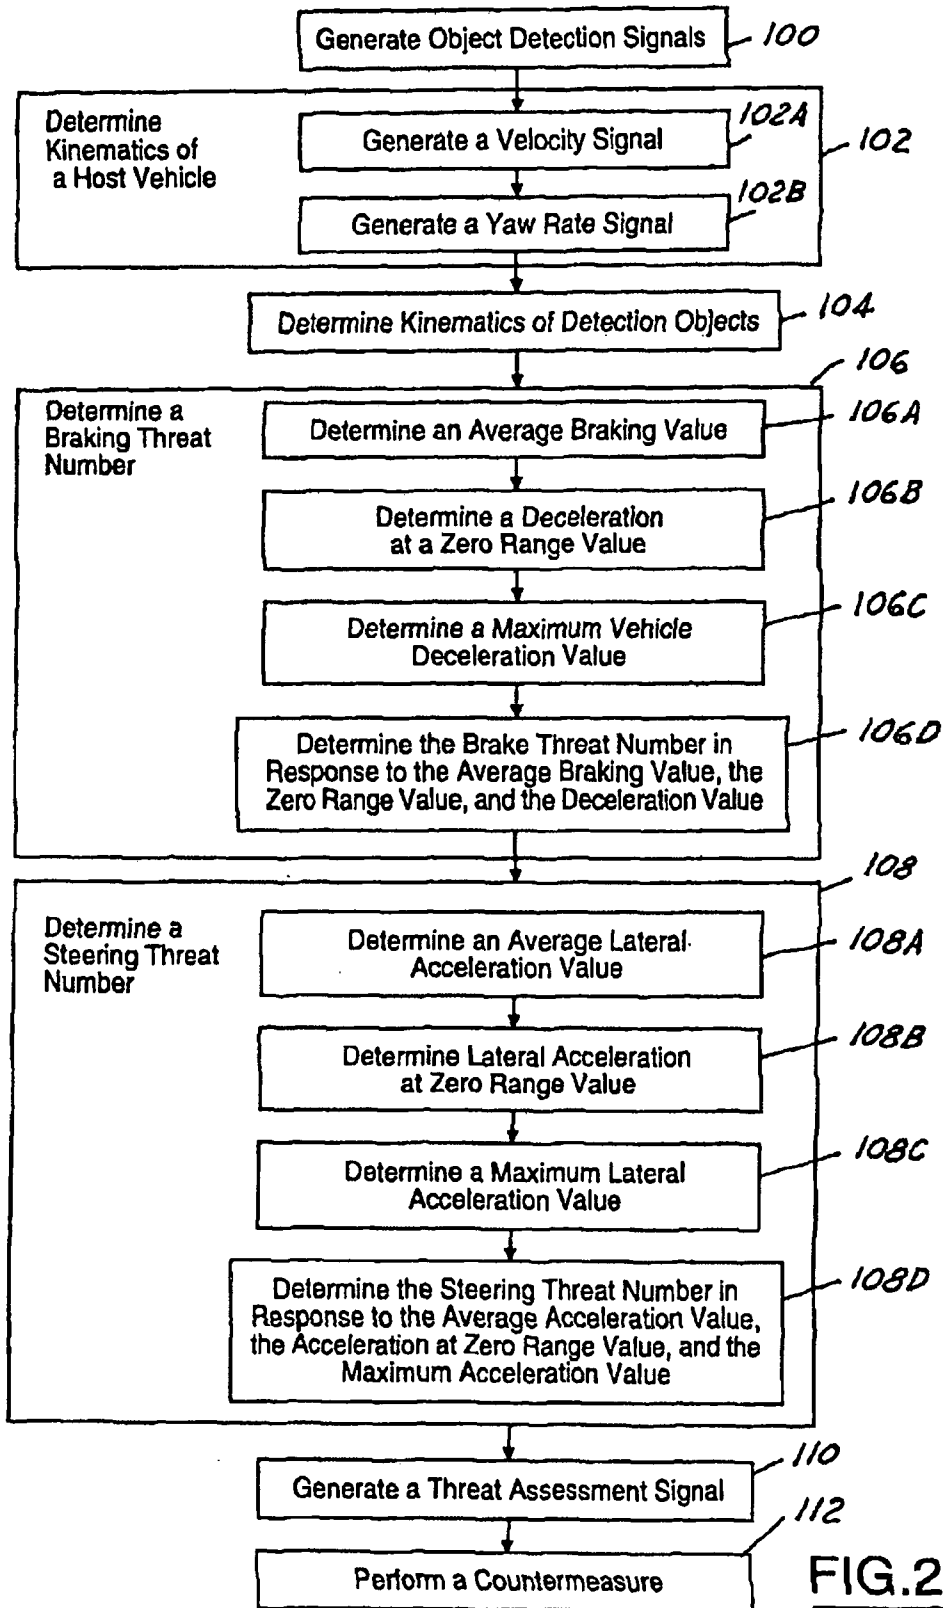 Generate Object Detection Signals
100
Determine
Kinematics of
a Host Vehicle
102
Generate a Velocity Signal
102A
Generate a Yaw Rate Signal
102B
Determine Kinematics of Detection Objects
104
106
Determine a
Braking Threat
Number
Determine an Average Braking Value
106A
Determine a Deceleration
at a Zero Range Value
106B
Determine a Maximum Vehicle
Deceleration Value
106C
Determine the Brake Threat Number in
Response to the Average Braking Value, the
Zero Range Value, and the Deceleration Value
106D
108
Determine a
Steering Threat
Number
Determine an Average Lateral
Acceleration Value
108A
Determine Lateral Acceleration
at Zero Range Value
108B
Determine a Maximum Lateral
Acceleration Value
108C
Determine the Steering Threat Number in
Response to the Average Acceleration Value,
the Acceleration at Zero Range Value, and the
Maximum Acceleration Value
108D
Generate a Threat Assessment Signal
110
Perform a Countermeasure
112
FIG.2